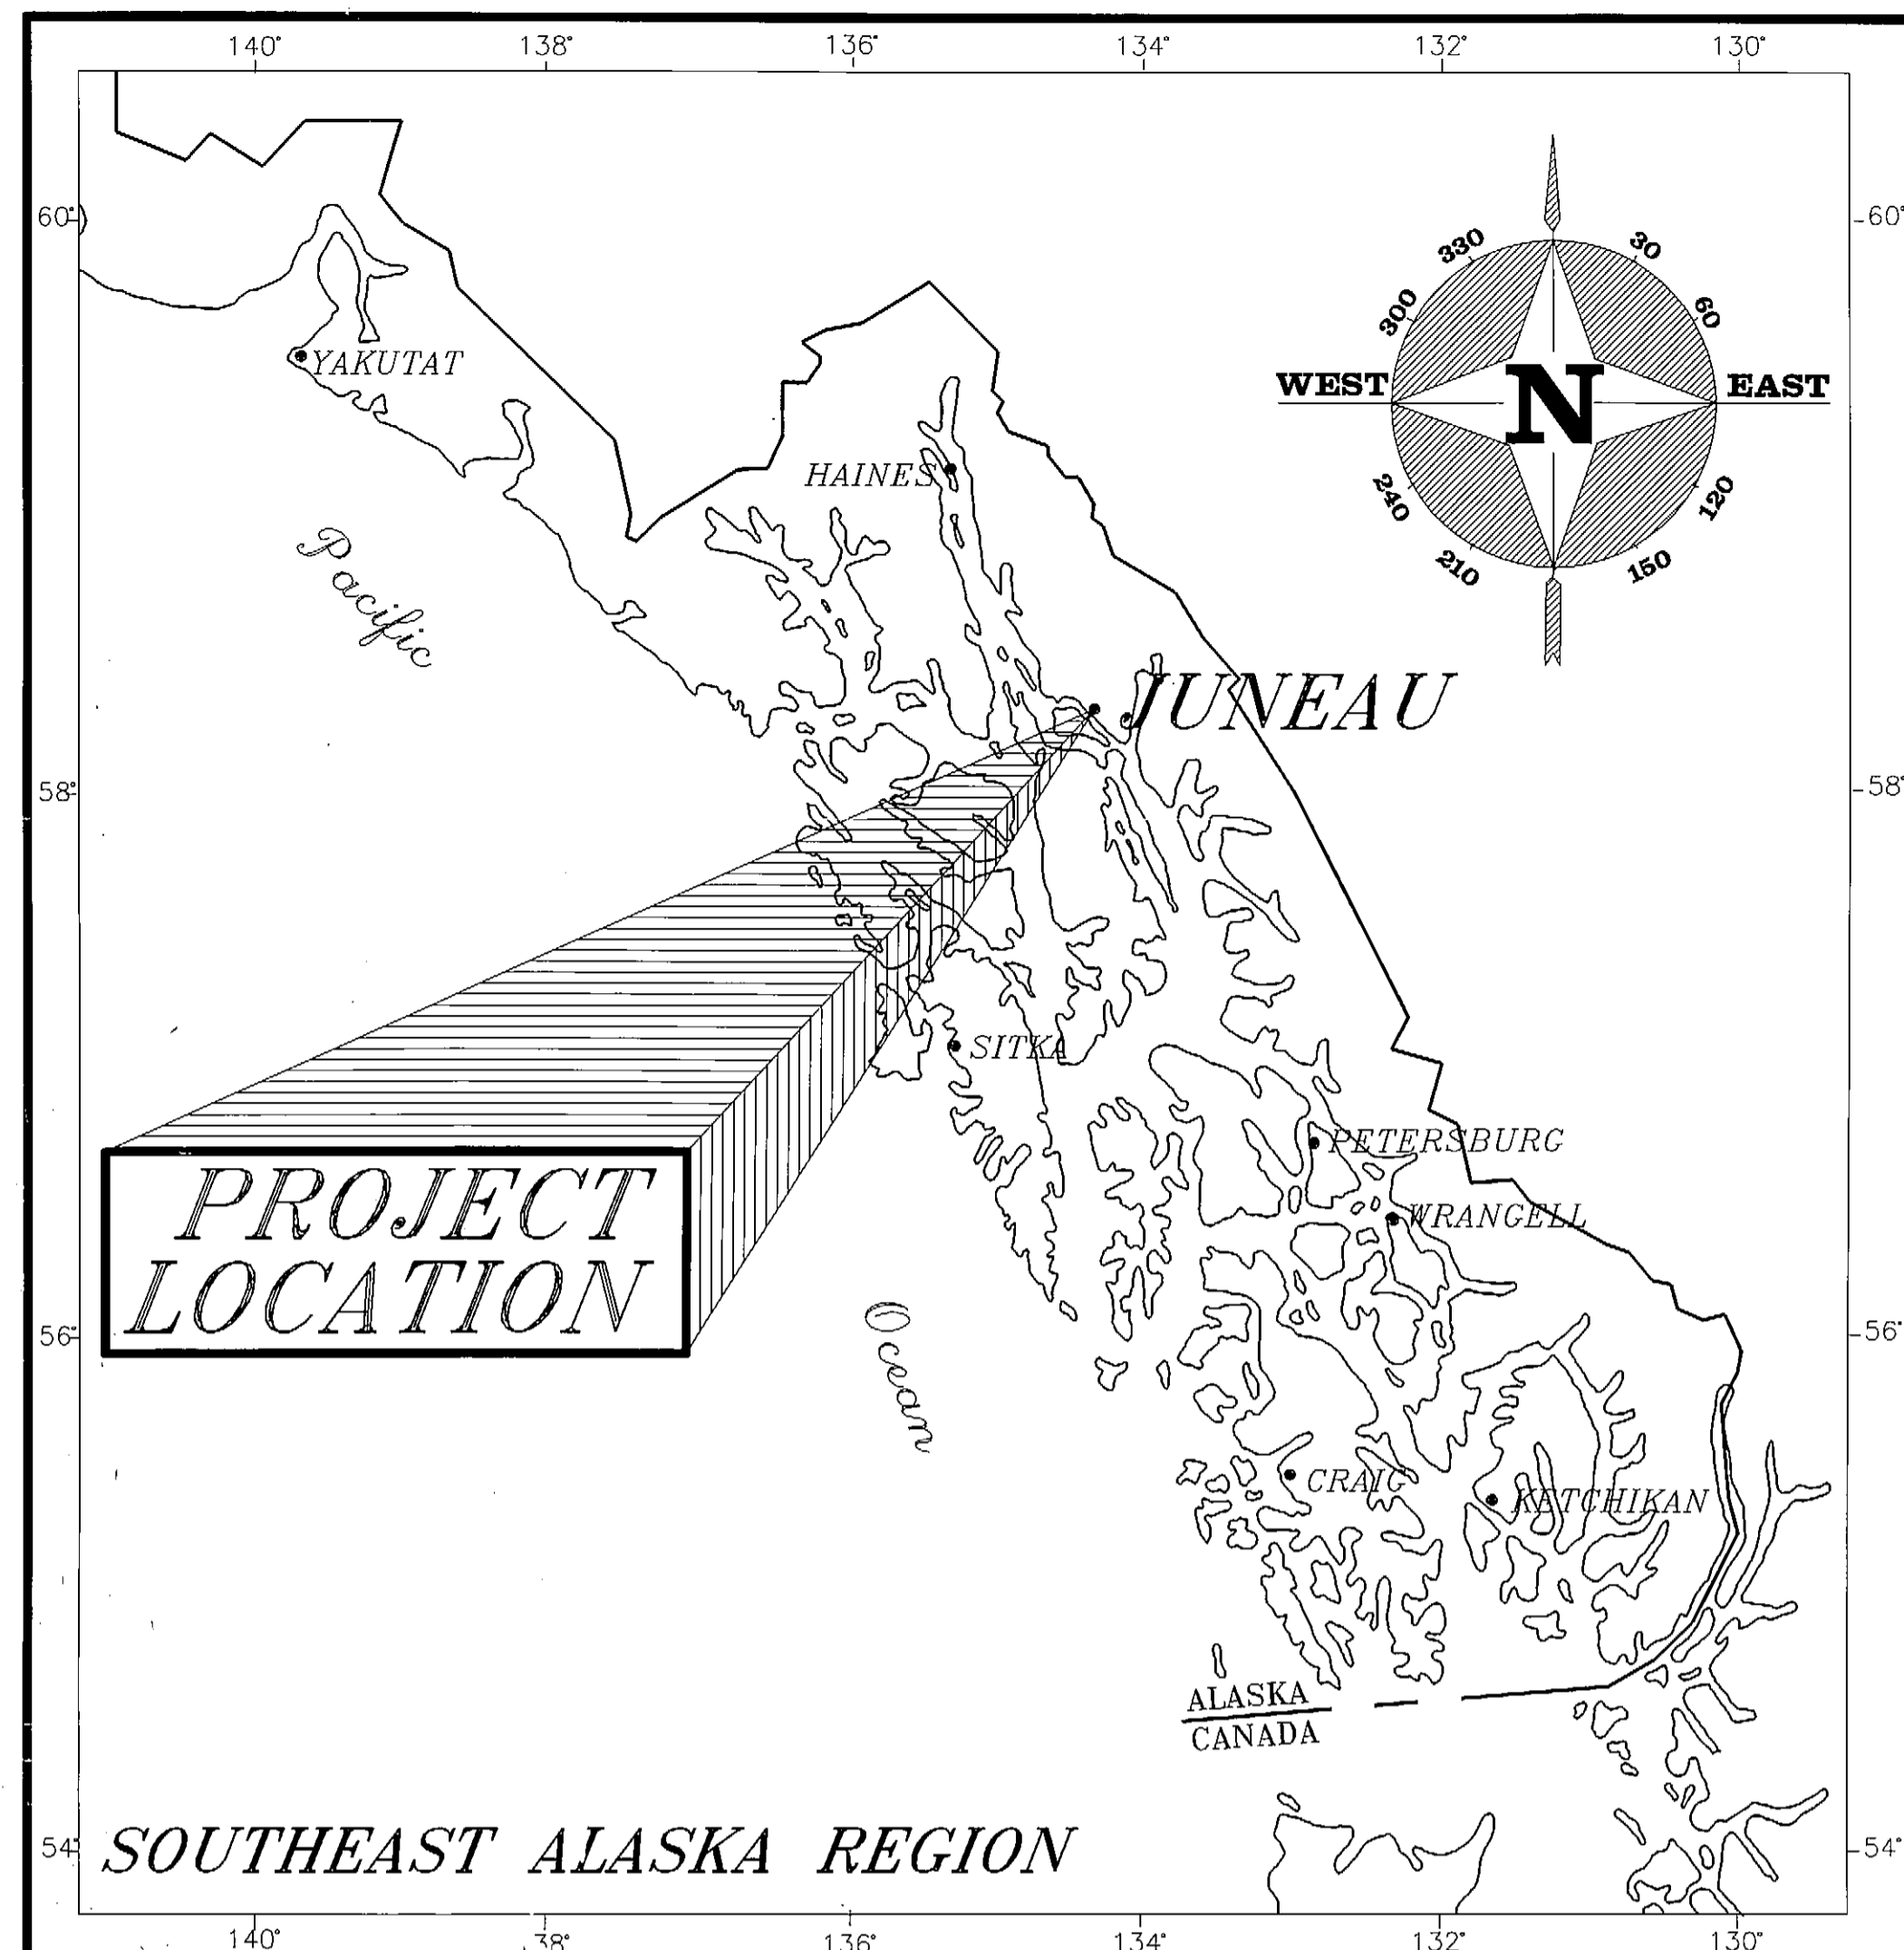 140° 138° 136° 134° 132° 130°
60° 60°
330 30
300 60
WEST N EAST
240 120
210 150
YAKUTAT
HAINES
Pacific
JUNEAU
58° 58°
SITKA
PETERSBURG
WRANGELL
PROJECT
LOCATION
56° 56°
Ocean
CRAIG
KETCHIKAN
ALASKA
CANADA
SOUTHEAST ALASKA REGION
54° 54°
140° 138° 136° 134° 132° 130°